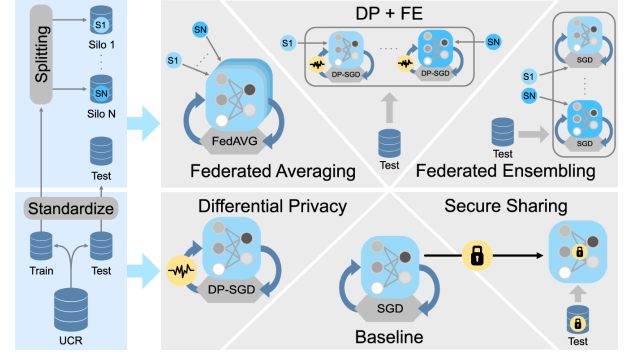 Splitting
S1
Silo 1
SN
Silo N
Test
Standardize
Train
Test
UCR
SN
S1
FedAVG
Federated Averaging
DP + FE
S1
DP-SGD
DP-SGD
SN
Test
SGD
S1
SN
SGD
Test
Federated Ensembling
Differential Privacy
DP-SGD
SGD
Baseline
Secure Sharing
Test